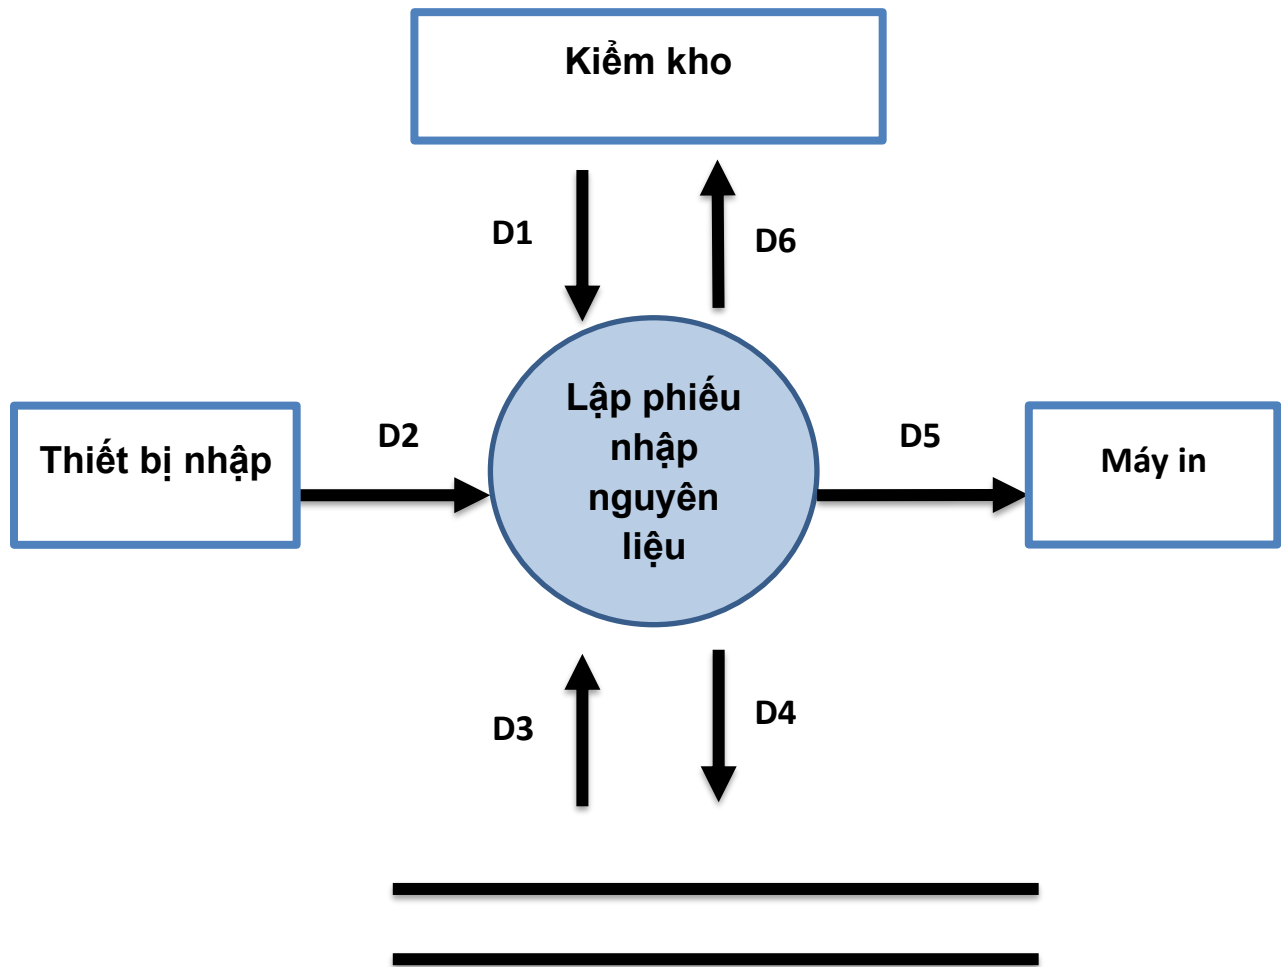 Kiểm kho
D1
D6
Thiết bị nhập
D2
Lập phiếu
nhập
nguyên
liệu
D5
Máy in
D3
D4